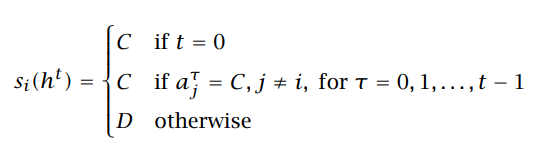 C if t = 0
s_i(h^t) = { C if a_j^τ = C, j ≠ i, for τ = 0, 1, . . . , t − 1
D otherwise